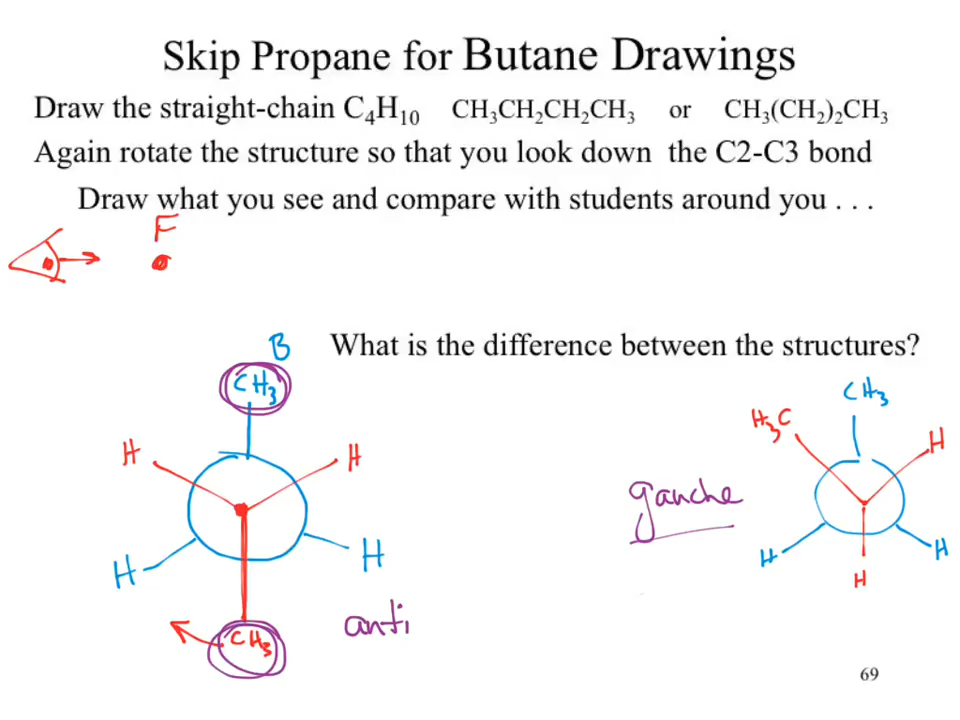 Skip Propane for Butane Drawings
Draw the straight-chain C₄H₁₀ CH₃CH₂CH₂CH₃ or CH₃(CH₂)₂CH₃
Again rotate the structure so that you look down the C2-C3 bond
Draw what you see and compare with students around you . . .
F
What is the difference between the structures?
B
CH₃
H H
H H
CH₃
anti
gauche
CH₃
H₃C
H
H H
H
69